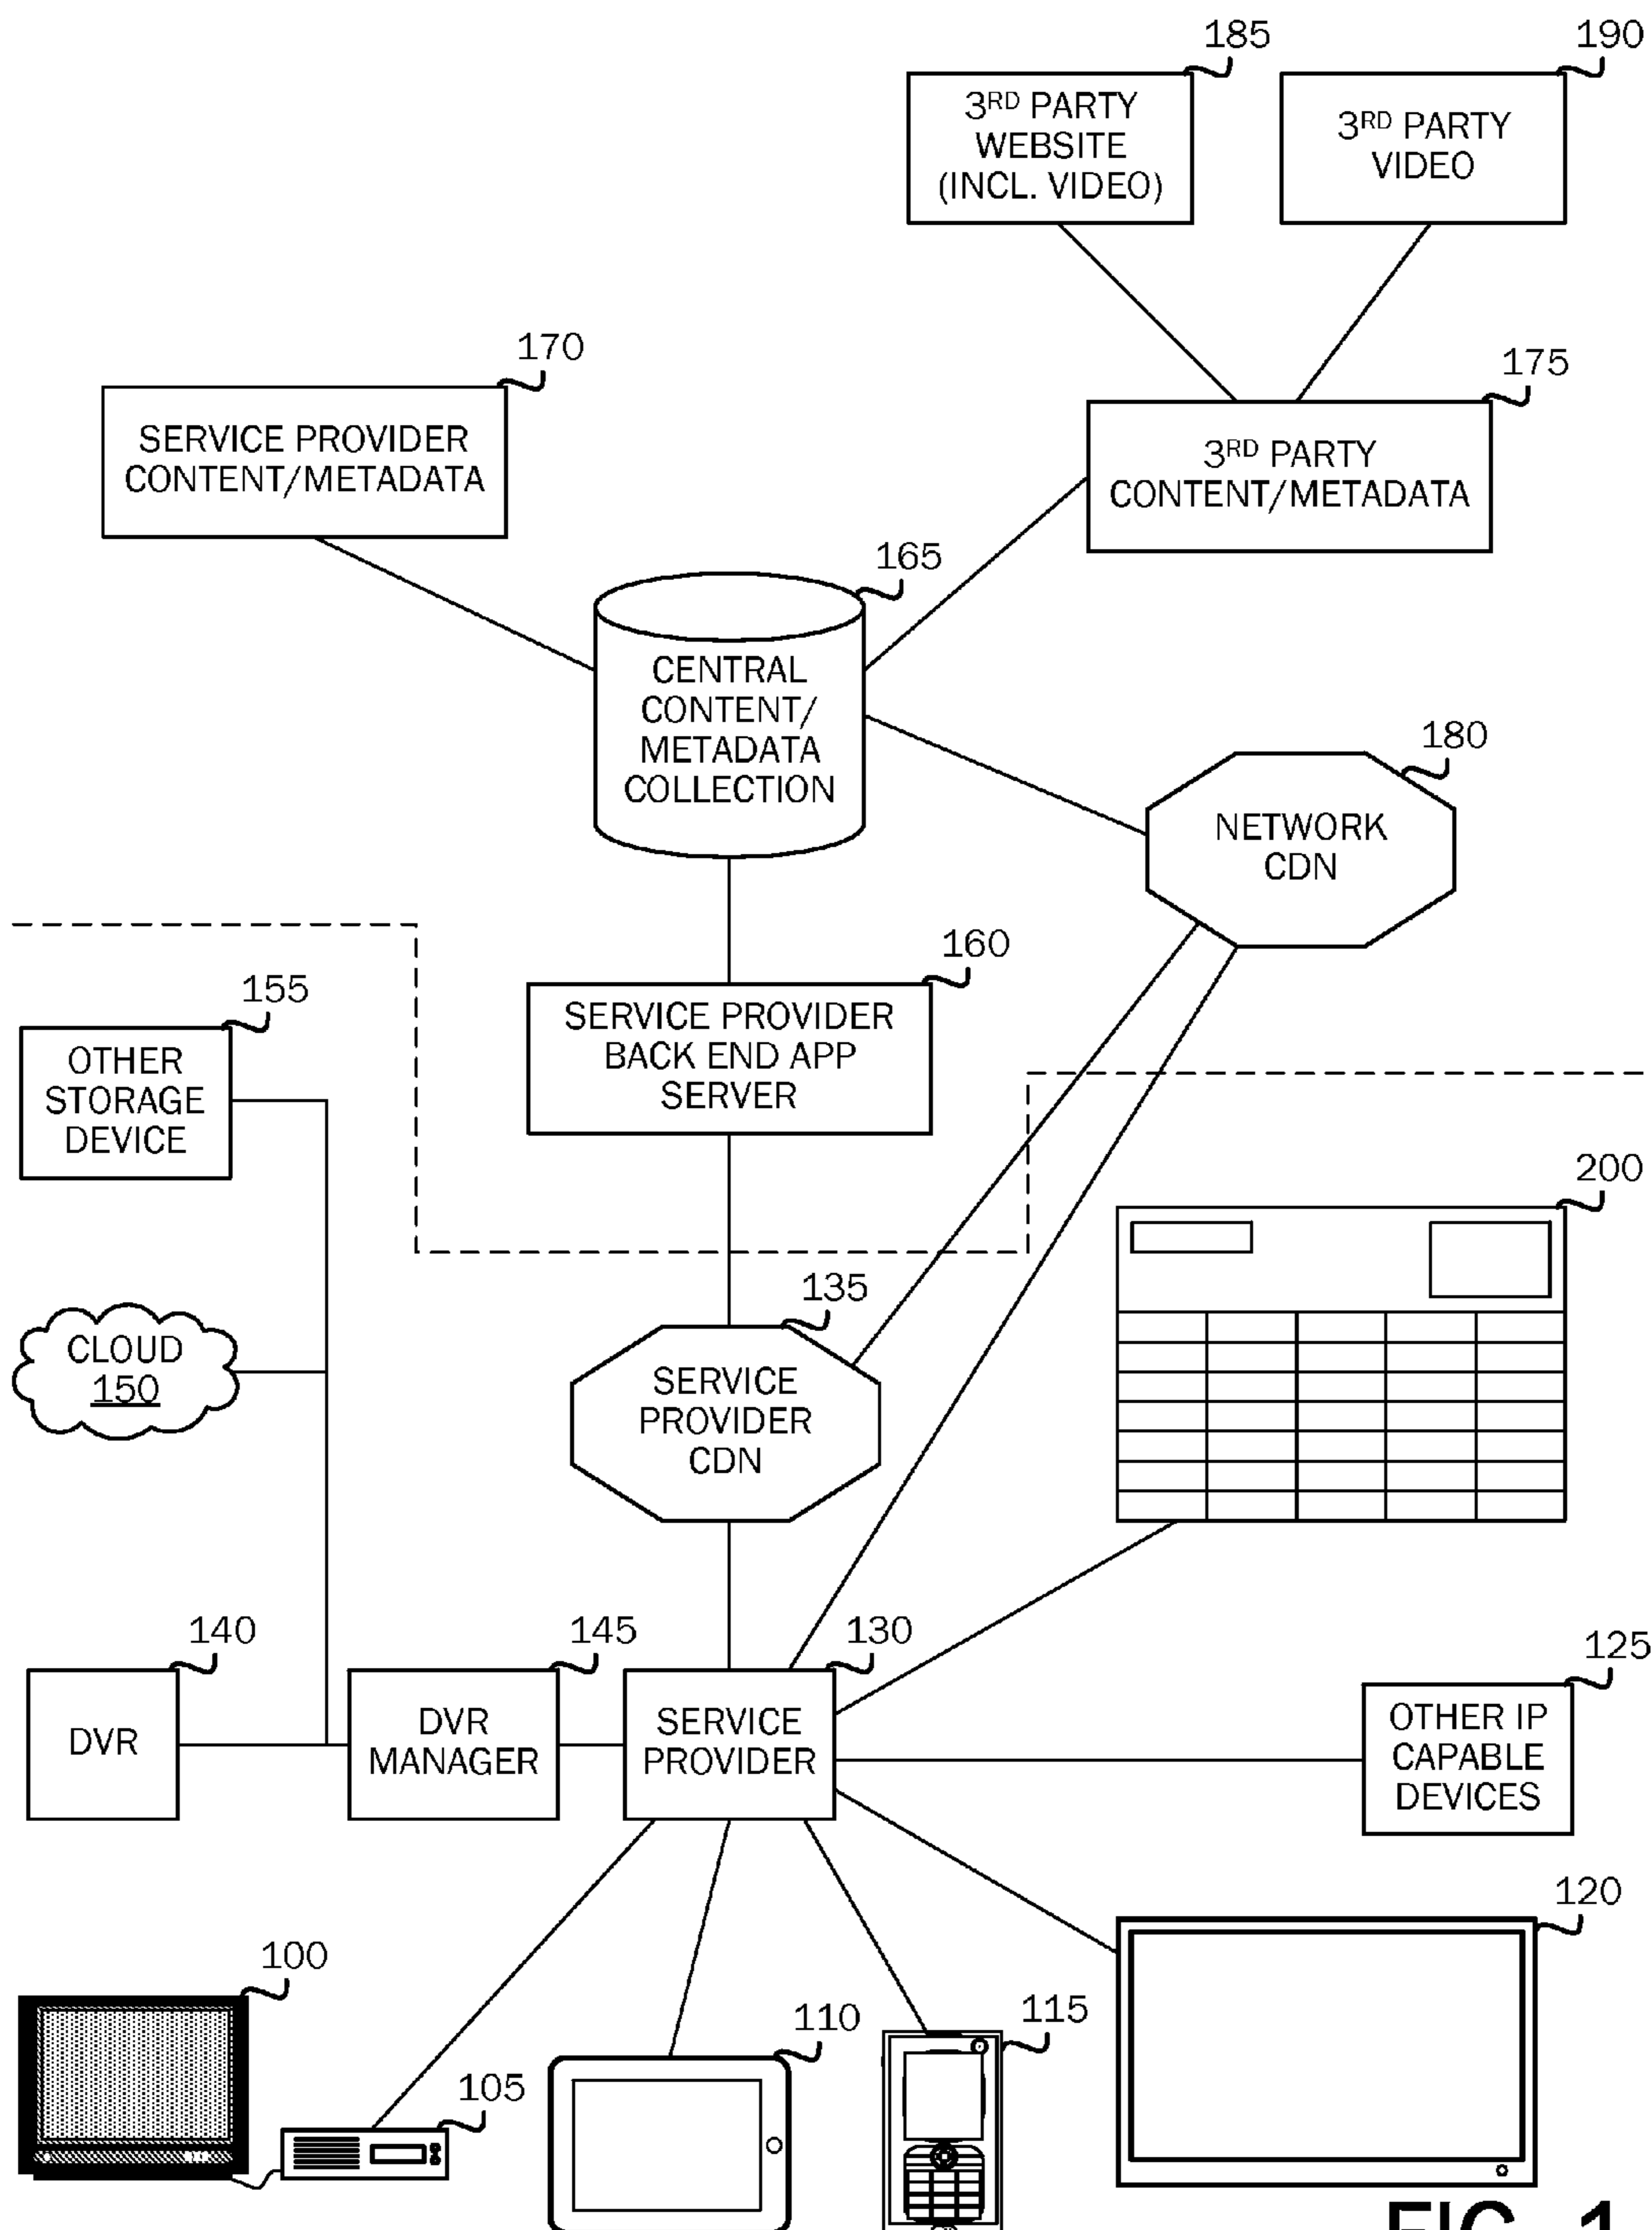 185
190
3RD PARTY
WEBSITE
(INCL. VIDEO)
3RD PARTY
VIDEO
170
175
SERVICE PROVIDER
CONTENT/METADATA
3RD PARTY
CONTENT/METADATA
165
CENTRAL
CONTENT/
METADATA
COLLECTION
180
NETWORK
CDN
160
155
SERVICE PROVIDER
BACK END APP
SERVER
OTHER
STORAGE
DEVICE
200
135
CLOUD
150
SERVICE
PROVIDER
CDN
140
145
130
125
DVR
DVR
MANAGER
SERVICE
PROVIDER
OTHER IP
CAPABLE
DEVICES
120
100
110
115
105
FIG. 1